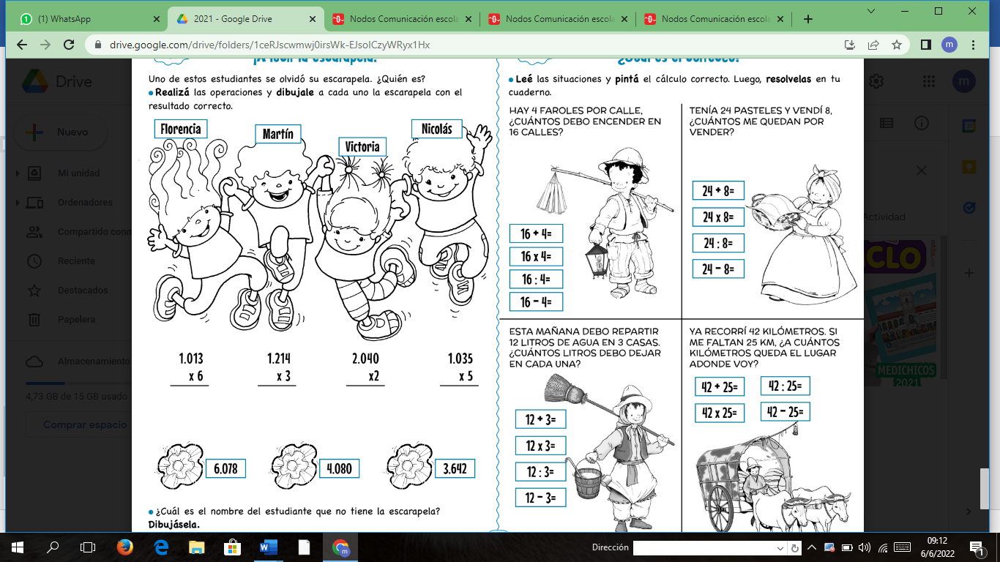 (1) WhatsApp
2021 - Google Drive
Nodos Comunicación escola
Nodos Comunicación escola
Nodos Comunicación escola
drive.google.com/drive/folders/1ceRJscwmwj0irsWk-EJsoICzyWRyx1Hx
m
Drive
m
Nuevo
Mi unidad
Ordenadores
Compartido conm
Reciente
Destacados
Papelera
Almacenamiento
4,73 GB de 15 GB usado
Comprar espacio
Uno de estos estudiantes se olvidó su escarapela. ¿Quién es?
• Realizá las operaciones y dibujale a cada uno la escarapela con el
resultado correcto.
Florencia
Martín
Victoria
Nicolás
1.013
x 6
1.214
x 3
2.040
x2
1.035
x 5
6.078
4.080
3.642
• ¿Cuál es el nombre del estudiante que no tiene la escarapela?
Dibujásela.
• Leé las situaciones y pintá el cálculo correcto. Luego, resolvelas en tu
cuaderno.
HAY 4 FAROLES POR CALLE,
¿CUÁNTOS DEBO ENCENDER EN
16 CALLES?
16 + 4=
16 x 4=
16 : 4=
16 – 4=
TENÍA 24 PASTELES Y VENDÍ 8,
¿CUÁNTOS ME QUEDAN POR
VENDER?
24 + 8=
24 x 8=
24 : 8=
24 – 8=
ESTA MAÑANA DEBO REPARTIR
12 LITROS DE AGUA EN 3 CASAS.
¿CUÁNTOS LITROS DEBO DEJAR
EN CADA UNA?
12 + 3=
12 x 3=
12 : 3=
12 – 3=
YA RECORRÍ 42 KILÓMETROS. SI
ME FALTAN 25 KM, ¿A CUÁNTOS
KILÓMETROS QUEDA EL LUGAR
ADONDE VOY?
42 + 25=
42 : 25=
42 x 25=
42 – 25=
Actividad
CLO
MEDICHICOS
2021
Dirección
09:12
6/6/2022
1